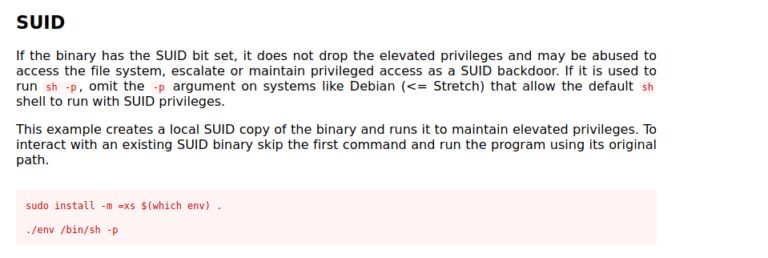 SUID
If the binary has the SUID bit set, it does not drop the elevated privileges and may be abused to
access the file system, escalate or maintain privileged access as a SUID backdoor. If it is used to
run sh -p, omit the -p argument on systems like Debian (<= Stretch) that allow the default sh
shell to run with SUID privileges.
This example creates a local SUID copy of the binary and runs it to maintain elevated privileges. To
interact with an existing SUID binary skip the first command and run the program using its original
path.
sudo install -m =xs $(which env) .
./env /bin/sh -p